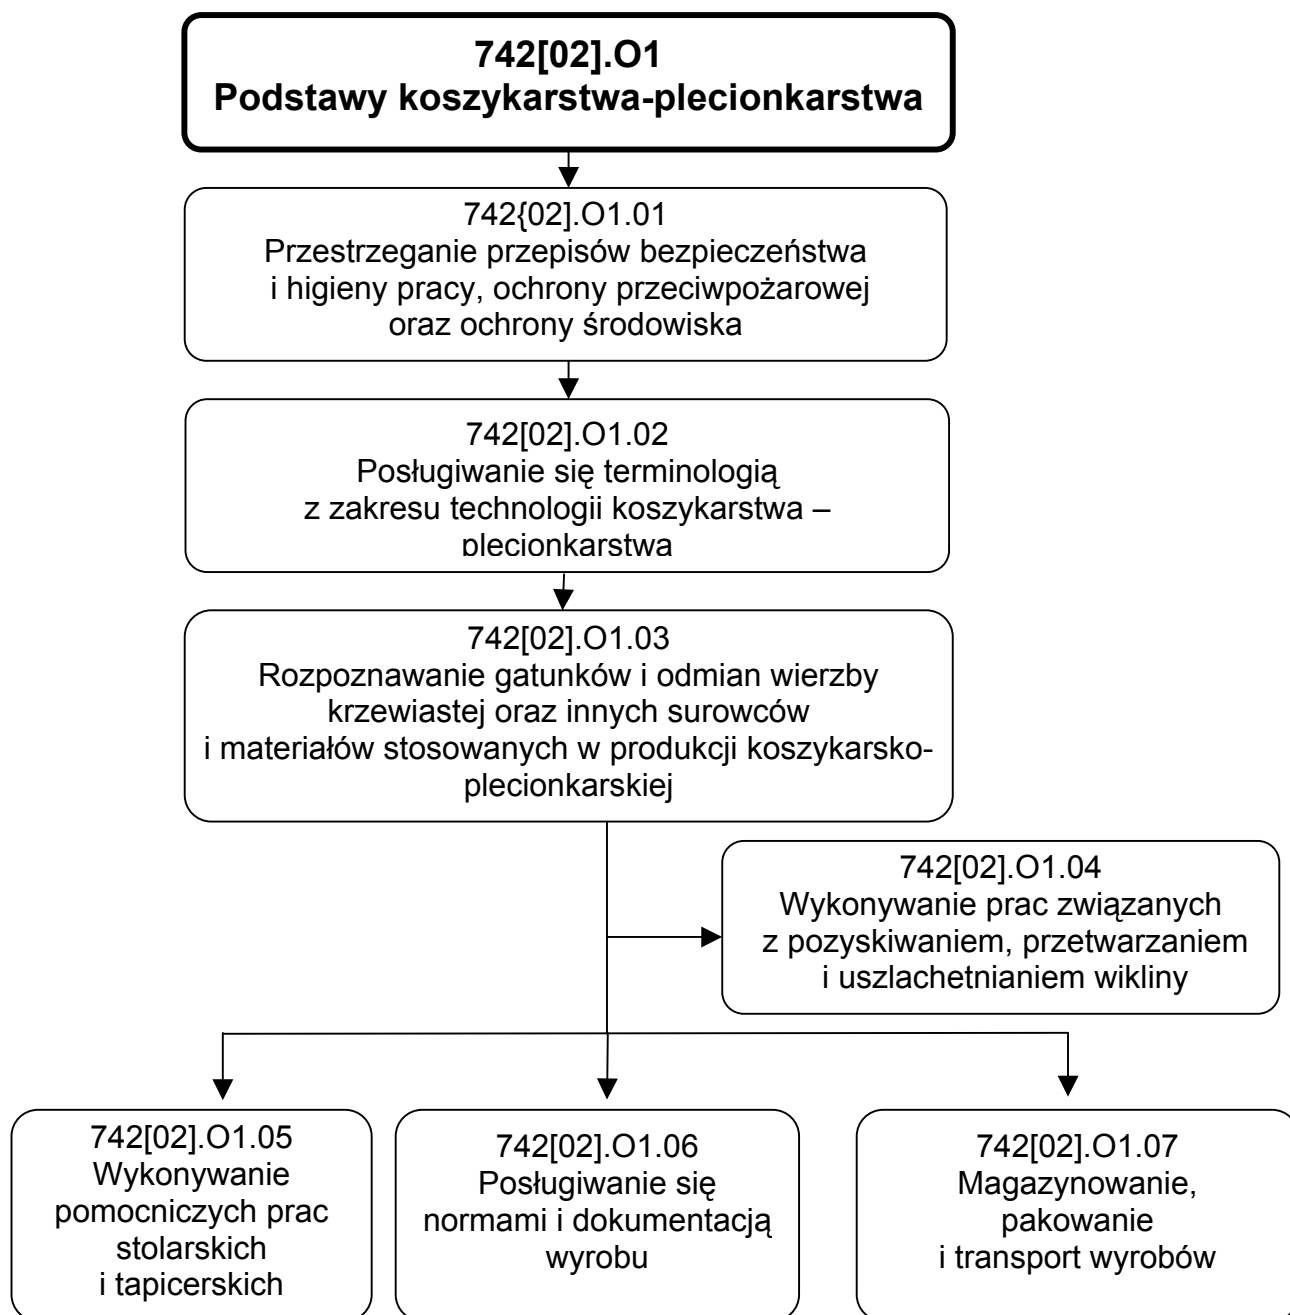 742[02].O1
Podstawy koszykarstwa-plecionkarstwa
742{02].O1.01
Przestrzeganie przepisów bezpieczeństwa
i higieny pracy, ochrony przeciwpożarowej
oraz ochrony środowiska
742[02].O1.02
Posługiwanie się terminologią
z zakresu technologii koszykarstwa –
plecionkarstwa
742[02].O1.03
Rozpoznawanie gatunków i odmian wierzby
krzewiastej oraz innych surowców
i materiałów stosowanych w produkcji koszykarsko-
plecionkarskiej
742[02].O1.04
Wykonywanie prac związanych
z pozyskiwaniem, przetwarzaniem
i uszlachetnianiem wikliny
742[02].O1.05
Wykonywanie
pomocniczych prac
stolarskich
i tapicerskich
742[02].O1.06
Posługiwanie się
normami i dokumentacją
wyrobu
742[02].O1.07
Magazynowanie,
pakowanie
i transport wyrobów